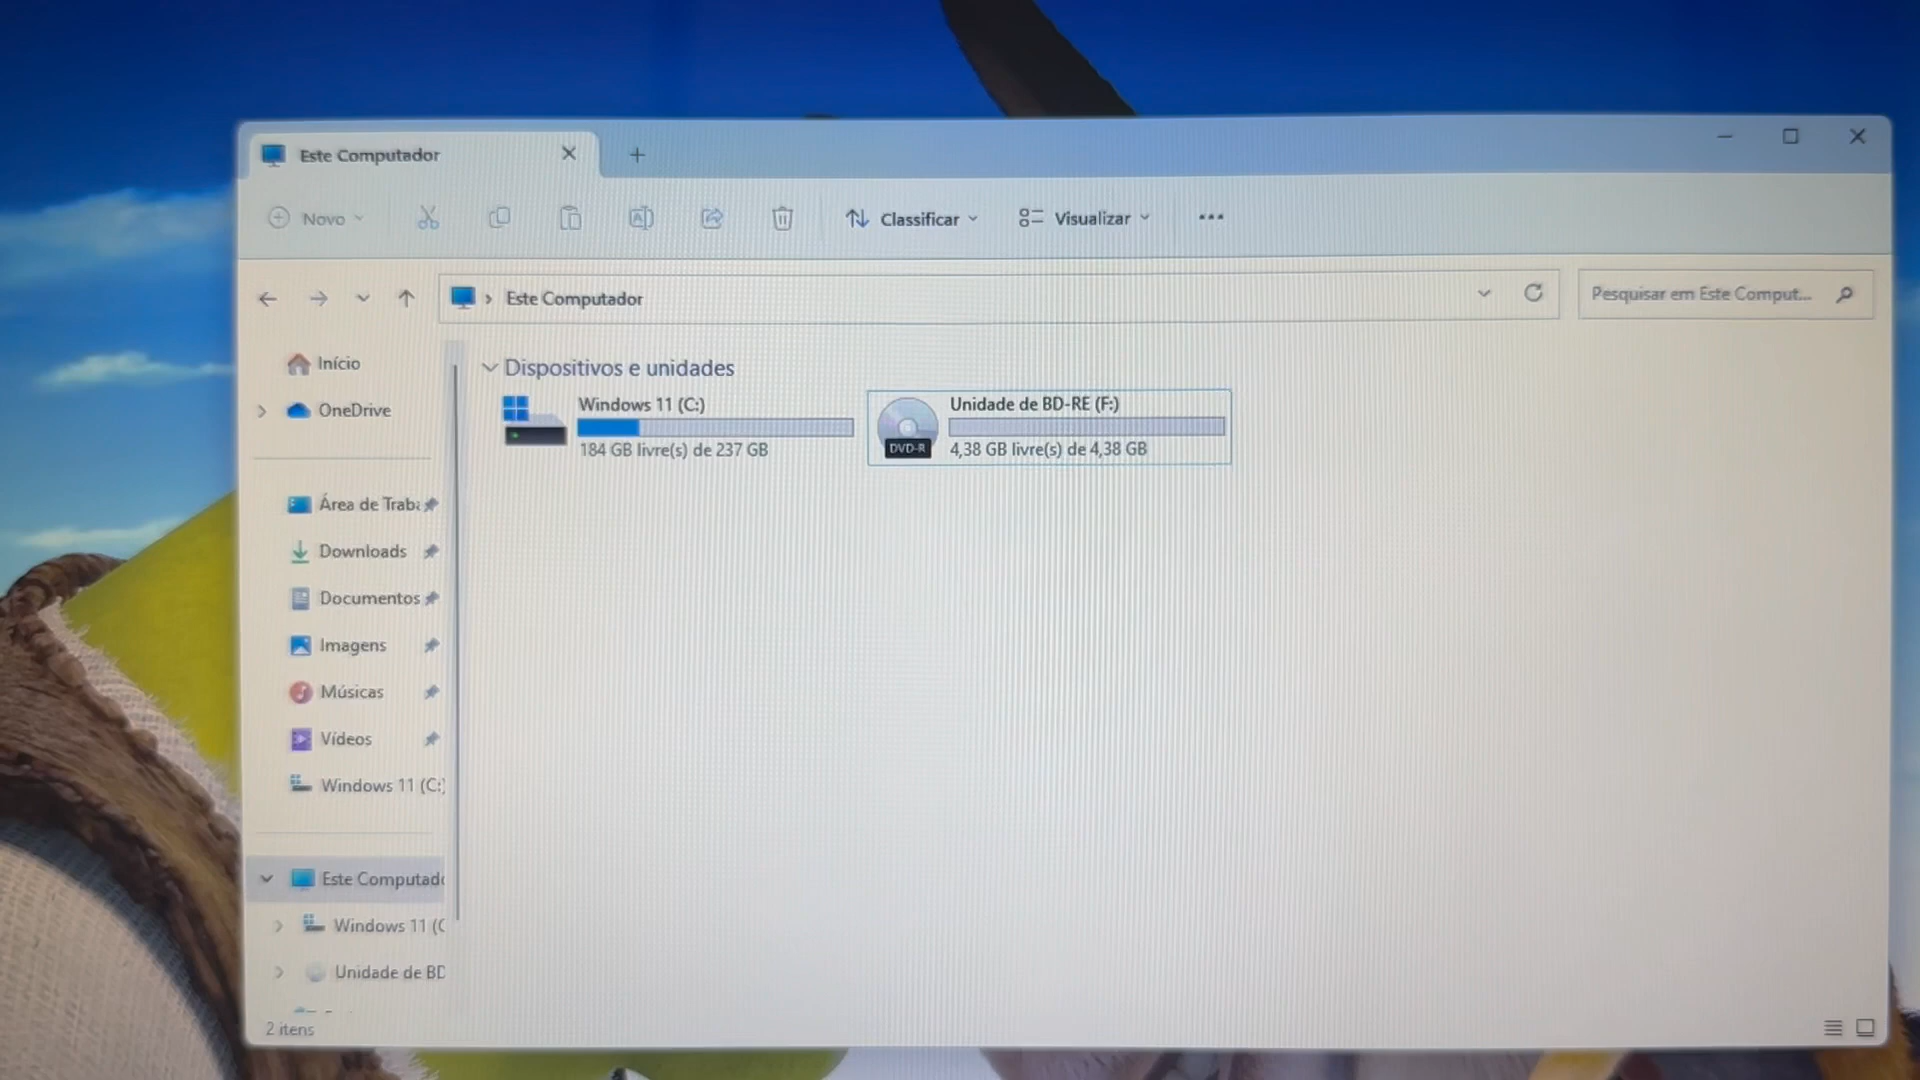 Este Computador
Novo
Classificar
Visualizar
Este Computador
Pesquisar em Este Comput...
Início
OneDrive
Área de Traba
Downloads
Documentos
Imagens
Músicas
Vídeos
Windows 11 (C:)
Este Computado
Windows 11 (C
Unidade de BD
2 itens
Dispositivos e unidades
Windows 11 (C:)
184 GB livre(s) de 237 GB
Unidade de BD-RE (F:)
DVD-R
4,38 GB livre(s) de 4,38 GB